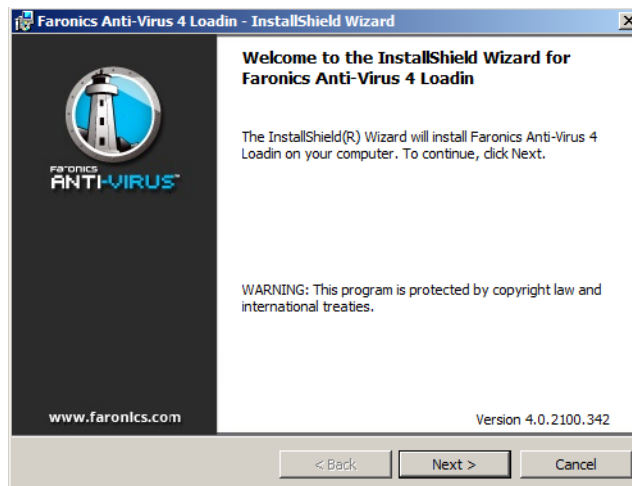 Faronics Anti-Virus 4 Loadin - InstallShield Wizard
Welcome to the InstallShield Wizard for
Faronics Anti-Virus 4 Loadin
The InstallShield(R) Wizard will install Faronics Anti-Virus 4
Loadin on your computer. To continue, click Next.
FARONICS
ANTI-VIRUS™
WARNING: This program is protected by copyright law and
international treaties.
www.faronics.com
Version 4.0.2100.342
< Back
Next >
Cancel